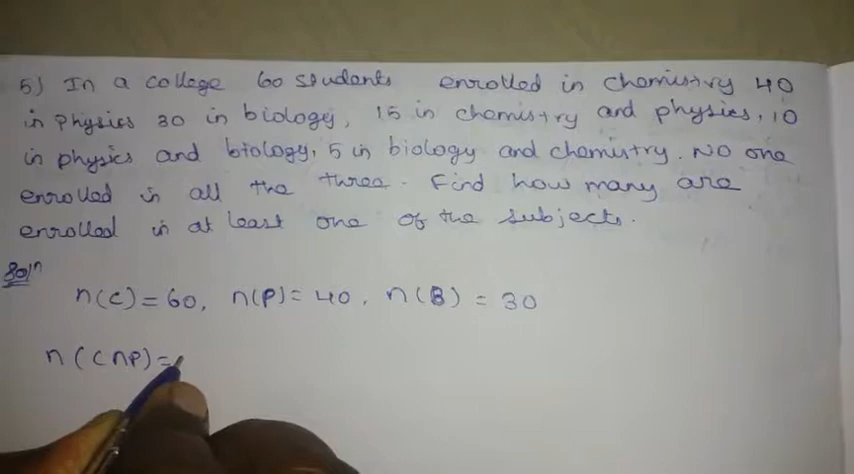 5) In a college 60 students enrolled in chemistry 40
in physics 30 in biology, 15 in chemistry and physics, 10
in physics and biology, 5 in biology and chemistry. No one
enrolled in all the three. Find how many are
enrolled in at least one of the subjects.
Soln
n(C) = 60, n(P) = 40, n(B) = 30
n(C∩P) =